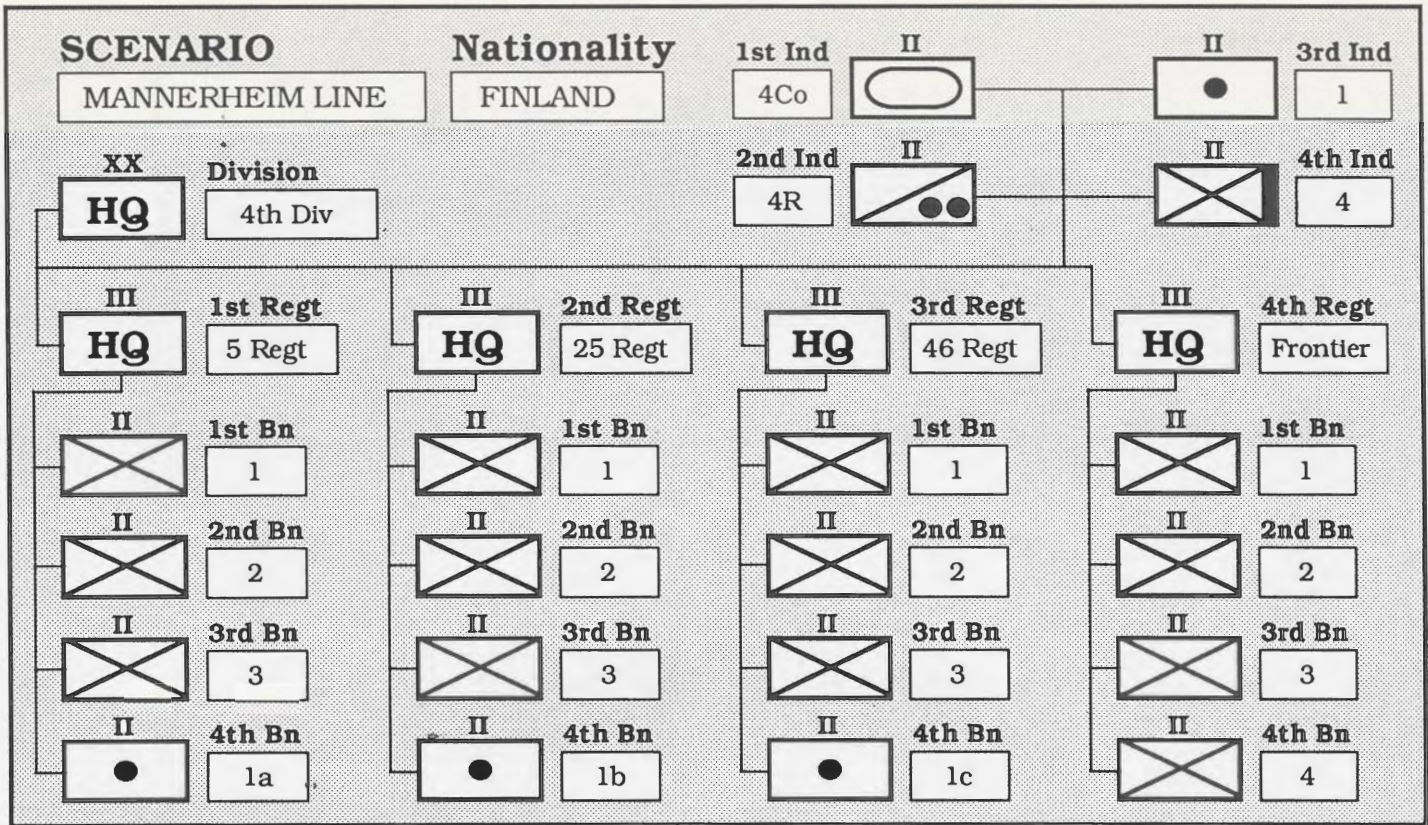 SCENARIO
MANNERHEIM LINE
Nationality
FINLAND
1st Ind
4Co
II
II
3rd Ind
1
2nd Ind
4R
II
II
4th Ind
4
XX
HQ
Division
4th Div
III
HQ
1st Regt
5 Regt
III
HQ
2nd Regt
25 Regt
III
HQ
3rd Regt
46 Regt
III
HQ
4th Regt
Frontier
II
1st Bn
1
II
1st Bn
1
II
1st Bn
1
II
1st Bn
1
II
2nd Bn
2
II
2nd Bn
2
II
2nd Bn
2
II
2nd Bn
2
II
3rd Bn
3
II
3rd Bn
3
II
3rd Bn
3
II
3rd Bn
3
II
4th Bn
1a
II
4th Bn
1b
II
4th Bn
1c
II
4th Bn
4